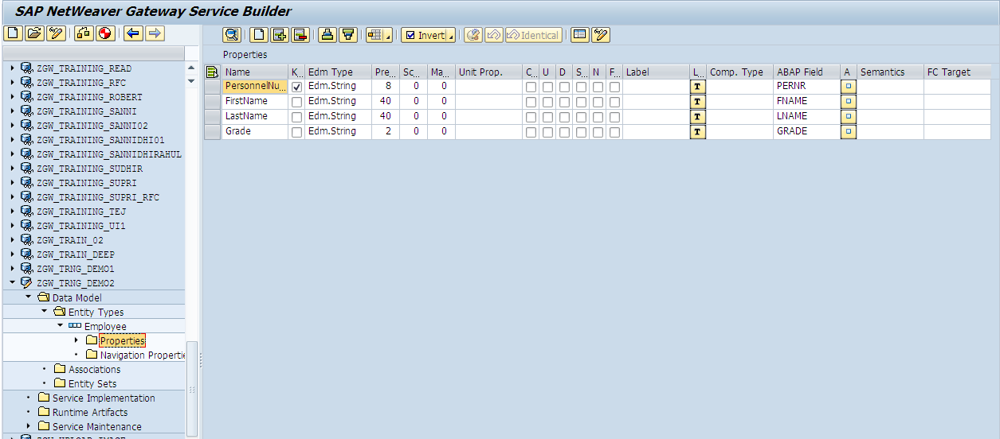 SAP NetWeaver Gateway Service Builder
Invert
Identical
Properties
Name K... Edm Type Pre... Sc... Ma... Unit Prop. C... U D S... N F... Label L... Comp. Type ABAP Field A Semantics FC Target
PersonnelNu... Edm.String 8 0 0 T PERNR
FirstName Edm.String 40 0 0 T FNAME
LastName Edm.String 40 0 0 T LNAME
Grade Edm.String 2 0 0 T GRADE
ZGW_TRAINING_READ
ZGW_TRAINING_RFC
ZGW_TRAINING_ROBERT
ZGW_TRAINING_SANNI
ZGW_TRAINING_SANNI02
ZGW_TRAINING_SANNIDHI01
ZGW_TRAINING_SANNIDHIRAHUL
ZGW_TRAINING_SUDHIR
ZGW_TRAINING_SUPRI
ZGW_TRAINING_SUPRI_RFC
ZGW_TRAINING_TEJ
ZGW_TRAINING_UI1
ZGW_TRAIN_02
ZGW_TRAIN_DEEP
ZGW_TRNG_DEMO1
ZGW_TRNG_DEMO2
Data Model
Entity Types
Employee
Properties
Navigation Propertie
Associations
Entity Sets
Service Implementation
Runtime Artifacts
Service Maintenance